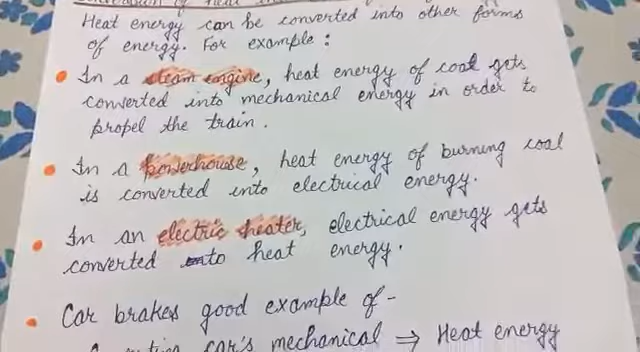 of heat
Heat energy can be converted into other forms
of energy. For example :
In a steam engine, heat energy of coal gets
converted into mechanical energy in order to
propel the train.
In a powerhouse, heat energy of burning coal
is converted into electrical energy.
In an electric heater, electrical energy gets
converted into heat energy.
Car brakes good example of -
car's mechanical ⇒ Heat energy